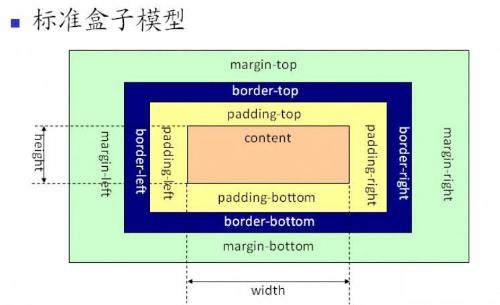 标准盒子模型
margin-top
border-top
padding-top
content
height
margin-left
border-left
padding-left
padding-right
border-right
margin-right
padding-bottom
border-bottom
margin-bottom
width